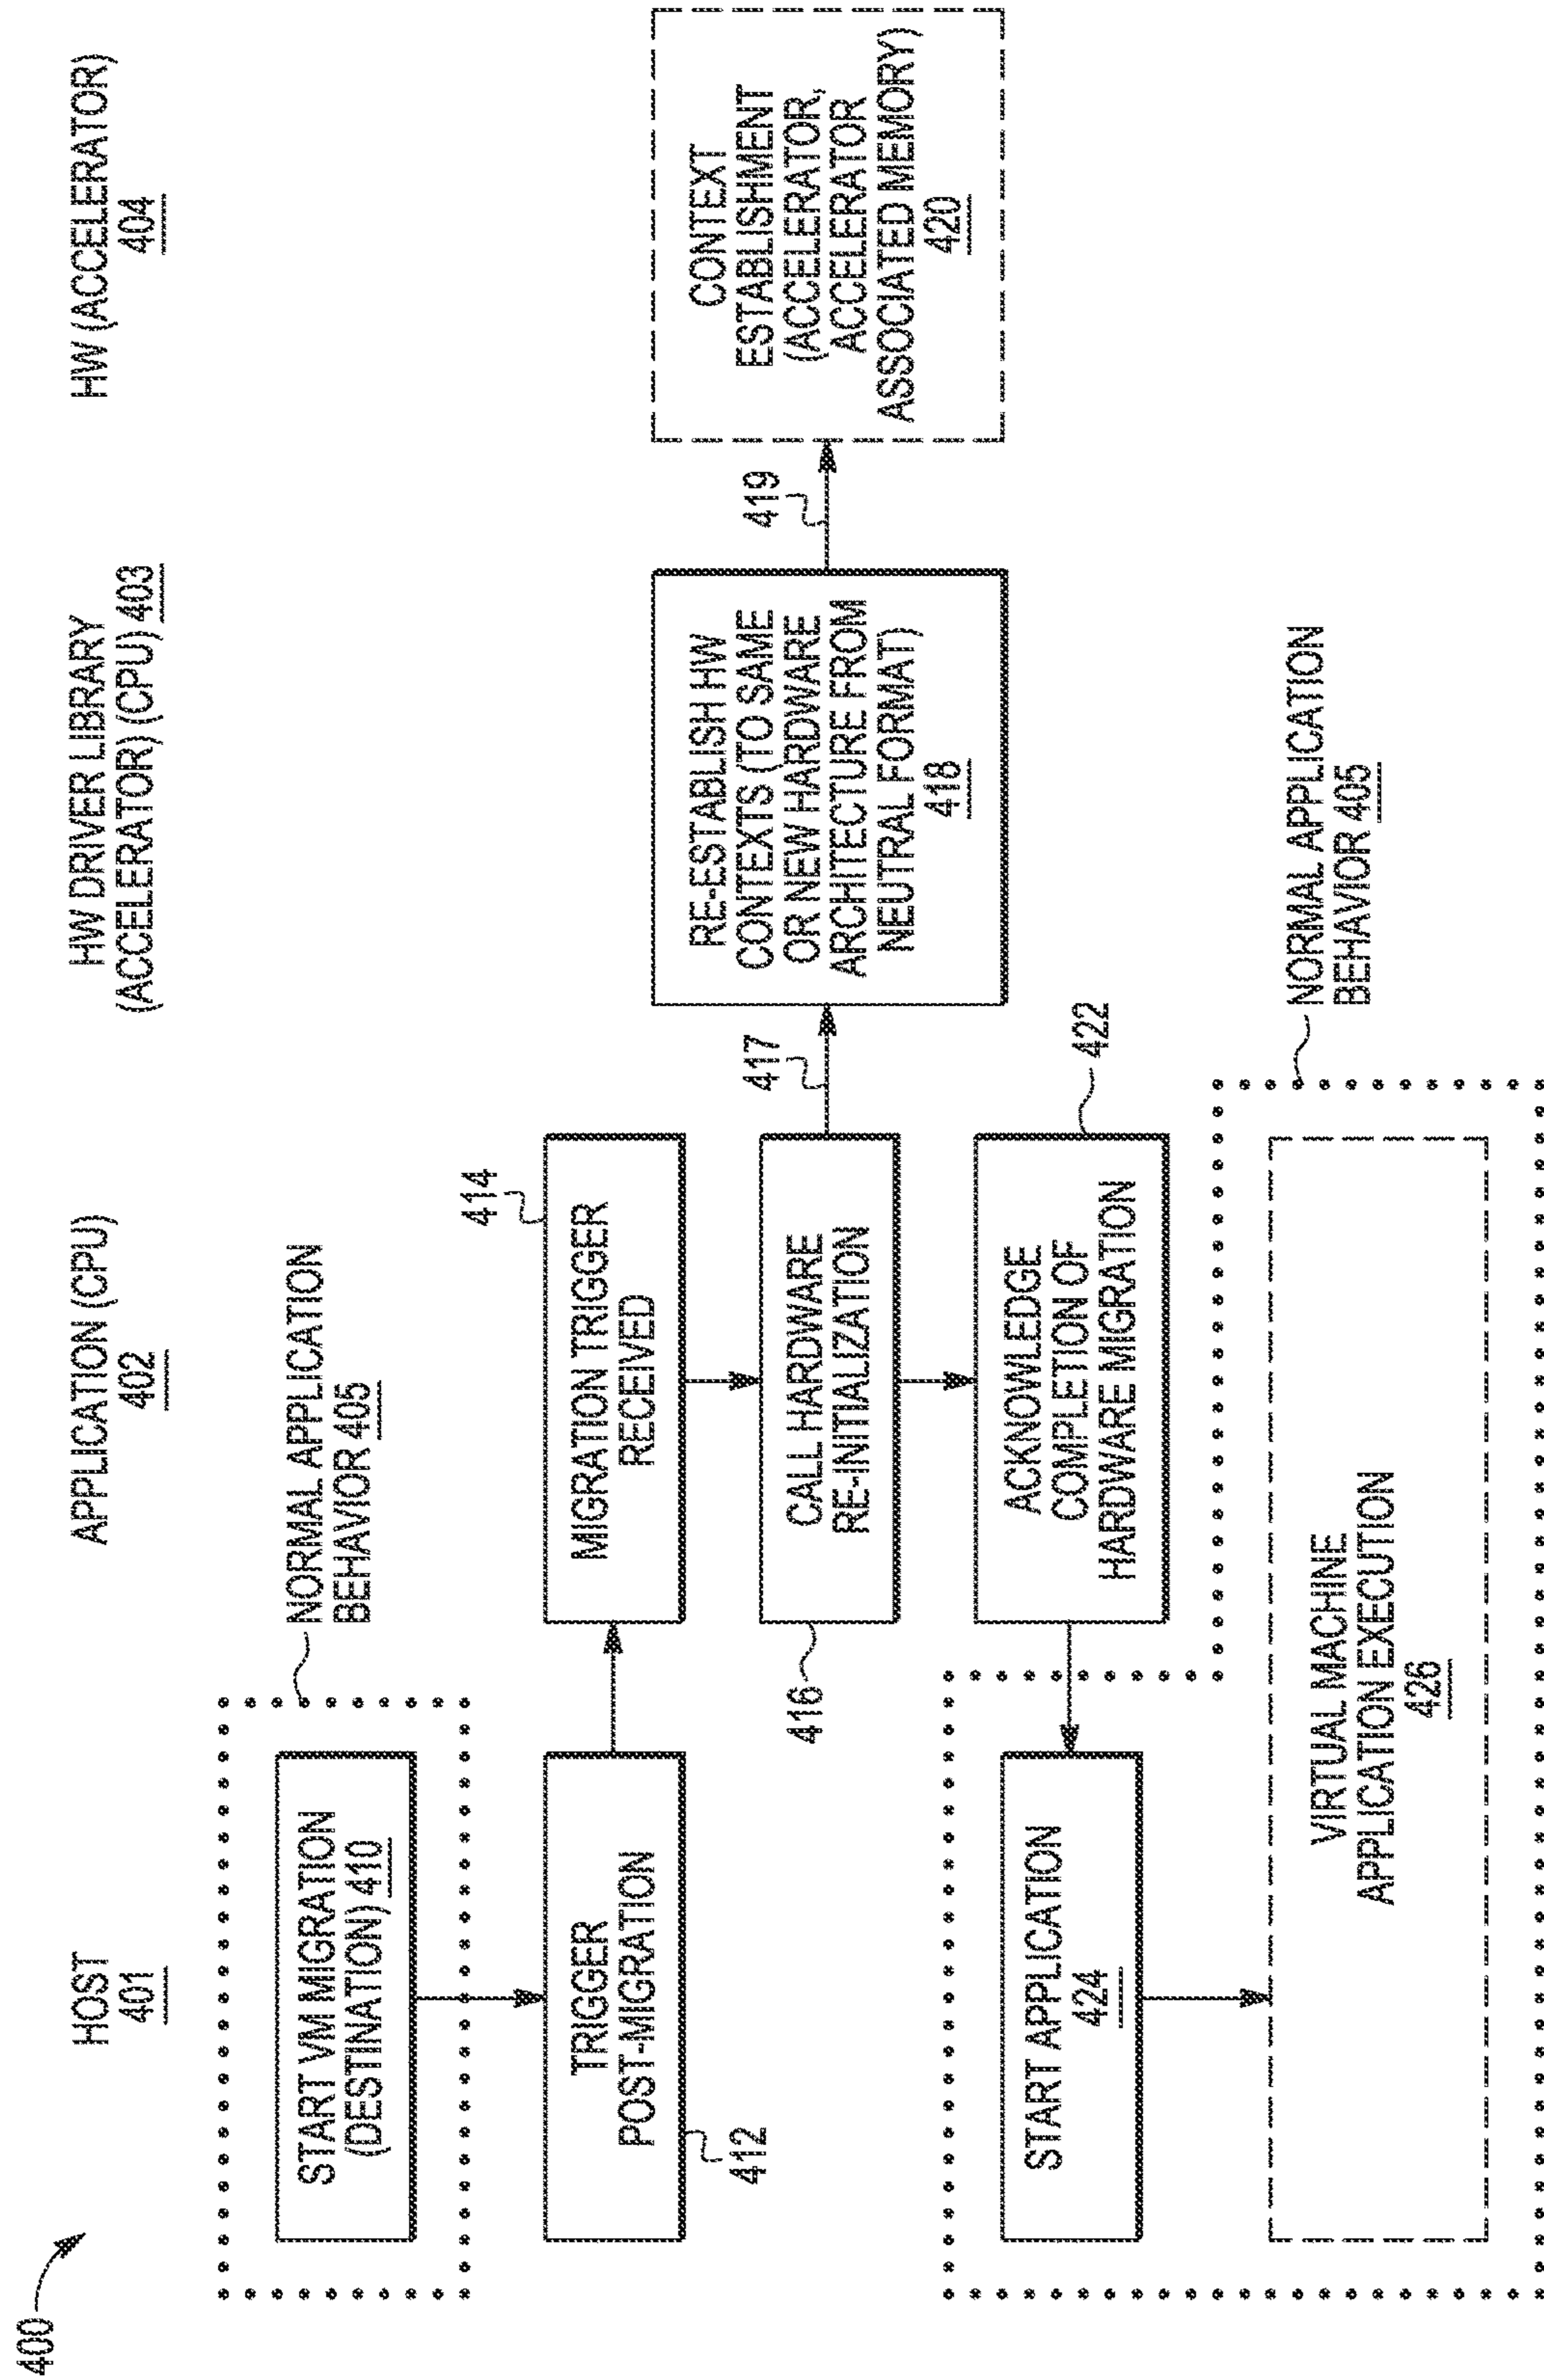 400
HOST
401
APPLICATION (CPU)
402
HW DRIVER LIBRARY
(ACCELERATOR) (CPU) 403
HW (ACCELERATOR)
404
NORMAL APPLICATION
BEHAVIOR 405
START VM MIGRATION
(DESTINATION) 410
TRIGGER
POST-MIGRATION
412
414
MIGRATION TRIGGER
RECEIVED
CALL HARDWARE
RE-INITIALIZATION
416
417
RE-ESTABLISH HW
CONTEXTS (TO SAME
OR NEW HARDWARE
ARCHITECTURE FROM
NEUTRAL FORMAT)
418
419
CONTEXT
ESTABLISHMENT
(ACCELERATOR,
ACCELERATOR
ASSOCIATED MEMORY)
420
ACKNOWLEDGE
COMPLETION OF
HARDWARE MIGRATION
422
START APPLICATION
424
NORMAL APPLICATION
BEHAVIOR 405
VIRTUAL MACHINE
APPLICATION EXECUTION
426